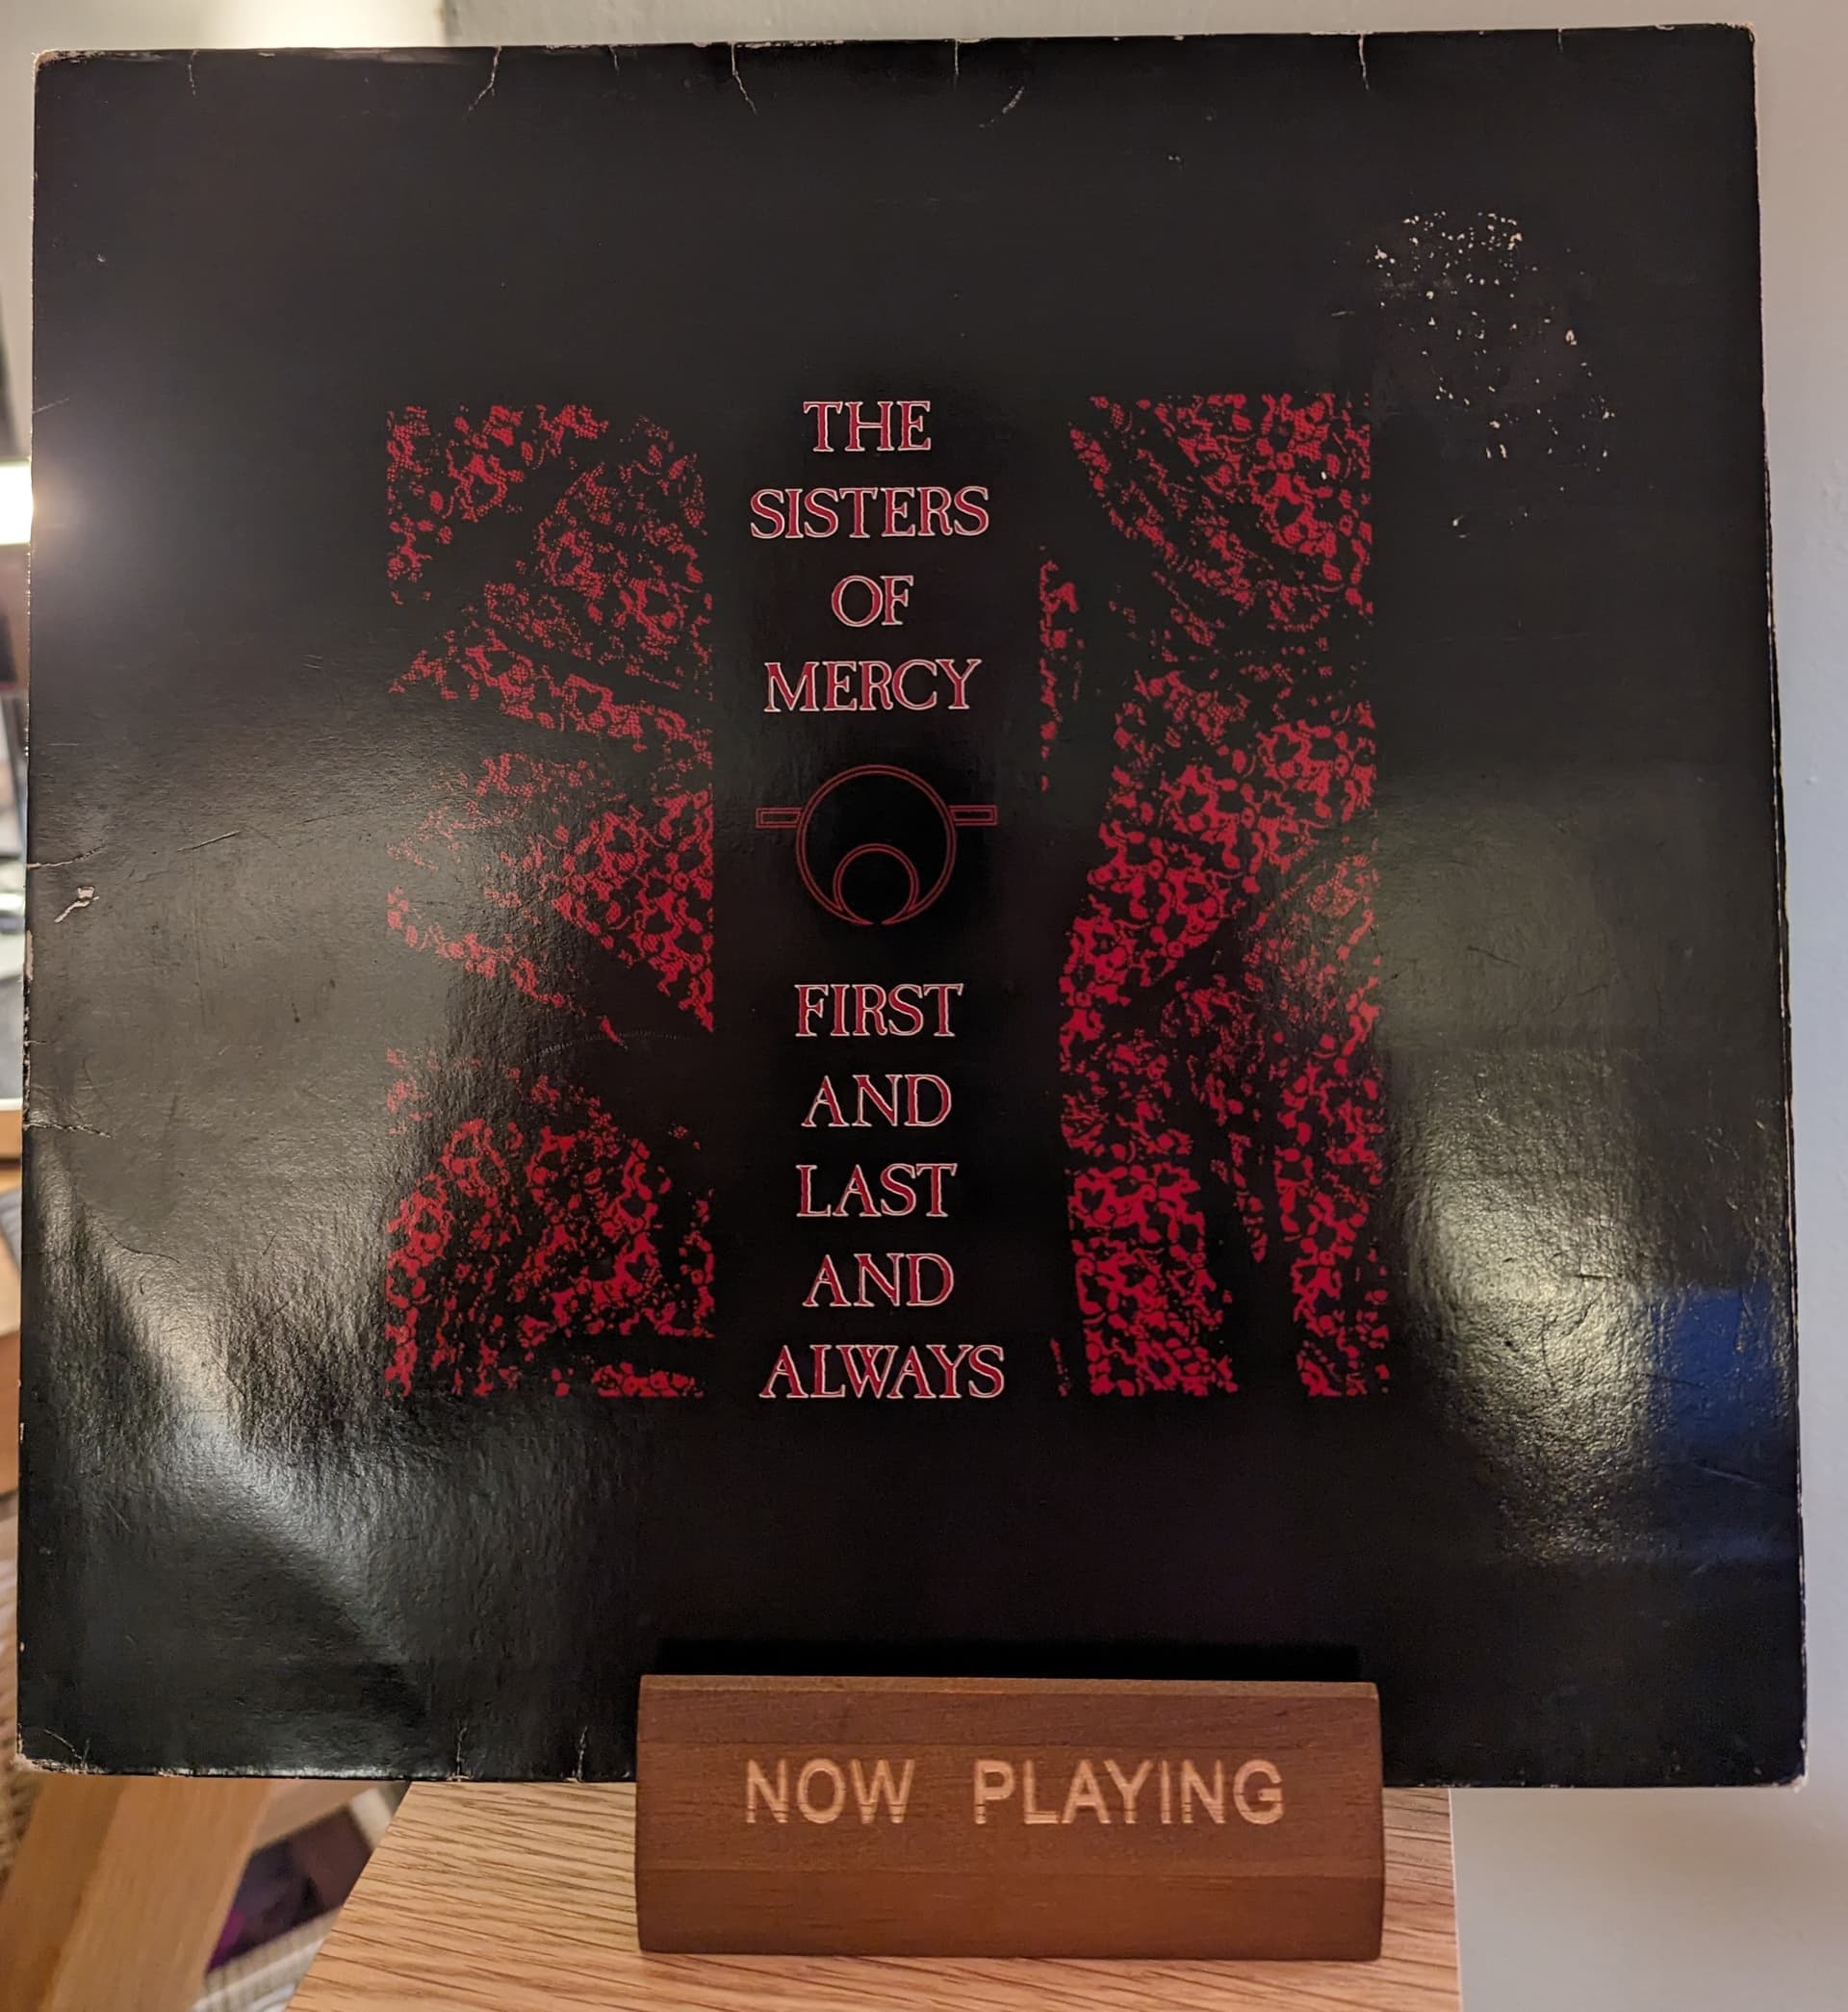 THE
SISTERS
OF
MERCY
FIRST
AND
LAST
AND
ALWAYS
NOW PLAYING